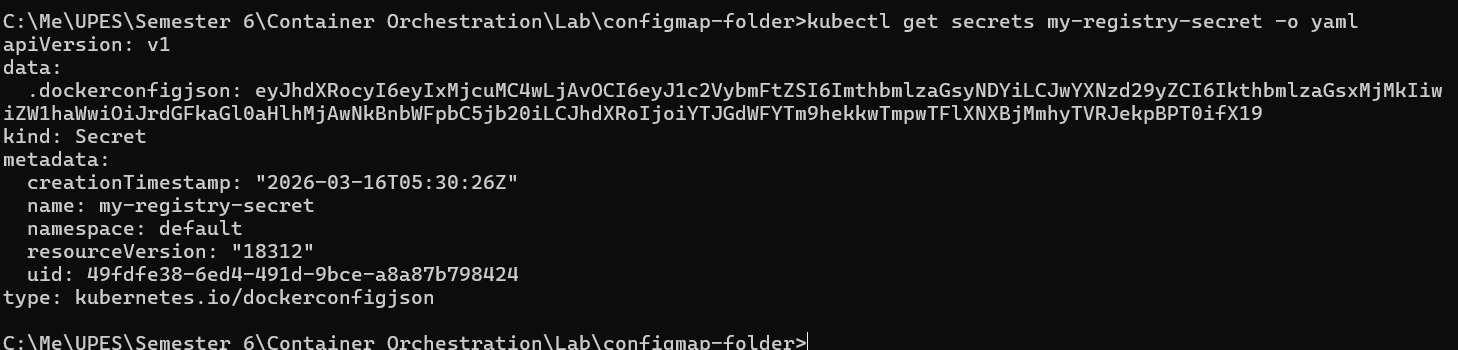 C:\Me\UPES\Semester 6\Container Orchestration\Lab\configmap-folder>kubectl get secrets my-registry-secret -o yaml
apiVersion: v1
data:
  .dockerconfigjson: eyJhdXRocyI6eyIxMjcuMC4wLjAvOCI6eyJ1c2VybmFtZSI6ImthbmlzaGsyNDYiLCJwYXNzd29yZCI6IkthbmlzaGsxMjMkIiw
iZW1haWwiOiJrdGFkaGl0aHlhMjAwNkBnbWFpbC5jb20iLCJhdXRoIjoiYTJGdWFYTm9hekkwTmpwTFlXNXBjMmhyTVRJekpBPT0ifX19
kind: Secret
metadata:
  creationTimestamp: "2026-03-16T05:30:26Z"
  name: my-registry-secret
  namespace: default
  resourceVersion: "18312"
  uid: 49fdfe38-6ed4-491d-9bce-a8a87b798424
type: kubernetes.io/dockerconfigjson
C:\Me\UPES\Semester 6\Container Orchestration\Lab\configmap-folder>